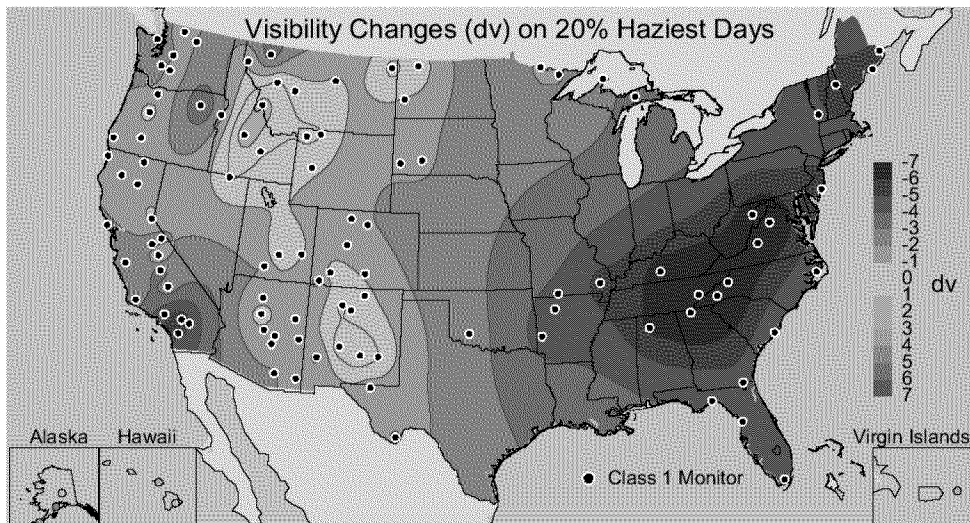 Visibility Changes (dv) on 20% Haziest Days
-7
-6
-5
-4
-3
-2
-1
0
1
2
3
4
5
6
7
dv
Alaska
Hawaii
Virgin Islands
Class 1 Monitor